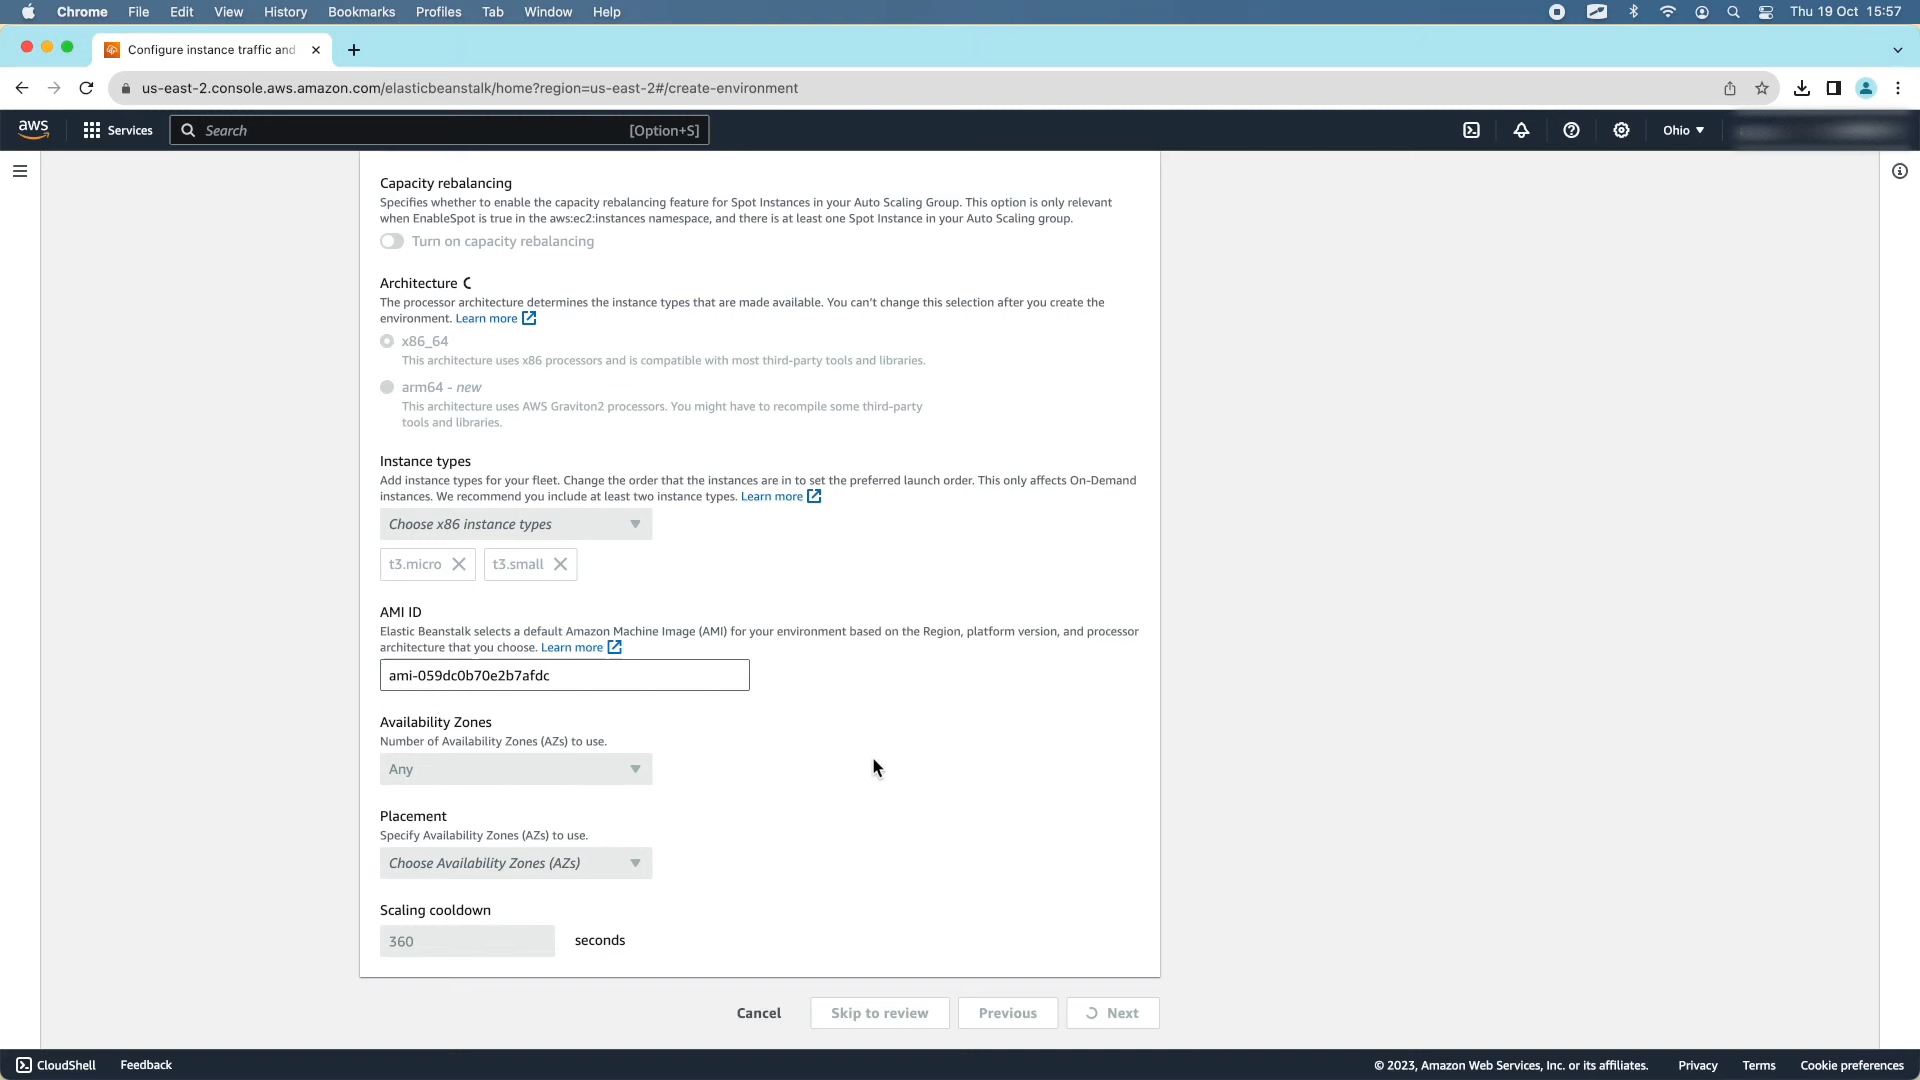 Chrome File Edit View History Bookmarks Profiles Tab Window Help Thu 19 Oct 15:57
Configure instance traffic and
us-east-2.console.aws.amazon.com/elasticbeanstalk/home?region=us-east-2#/create-environment
aws Services Search [Option+S] Ohio
Capacity rebalancing
Specifies whether to enable the capacity rebalancing feature for Spot Instances in your Auto Scaling Group. This option is only relevant
when EnableSpot is true in the aws:ec2:instances namespace, and there is at least one Spot Instance in your Auto Scaling group.
Turn on capacity rebalancing
Architecture
The processor architecture determines the instance types that are made available. You can't change this selection after you create the
environment. Learn more
x86_64
This architecture uses x86 processors and is compatible with most third-party tools and libraries.
arm64 - new
This architecture uses AWS Graviton2 processors. You might have to recompile some third-party
tools and libraries.
Instance types
Add instance types for your fleet. Change the order that the instances are in to set the preferred launch order. This only affects On-Demand
instances. We recommend you include at least two instance types. Learn more
Choose x86 instance types
t3.micro t3.small
AMI ID
Elastic Beanstalk selects a default Amazon Machine Image (AMI) for your environment based on the Region, platform version, and processor
architecture that you choose. Learn more
ami-059dc0b70e2b7afdc
Availability Zones
Number of Availability Zones (AZs) to use.
Any
Placement
Specify Availability Zones (AZs) to use.
Choose Availability Zones (AZs)
Scaling cooldown
360 seconds
Cancel Skip to review Previous Next
CloudShell Feedback © 2023, Amazon Web Services, Inc. or its affiliates. Privacy Terms Cookie preferences